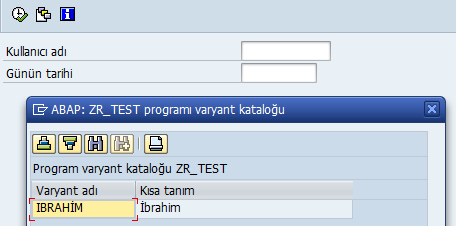 Kullanıcı adı
Günün tarihi
ABAP: ZR_TEST programı varyant kataloğu
Program varyant kataloğu ZR_TEST
Varyant adı Kısa tanım
IBRAHİM İbrahim